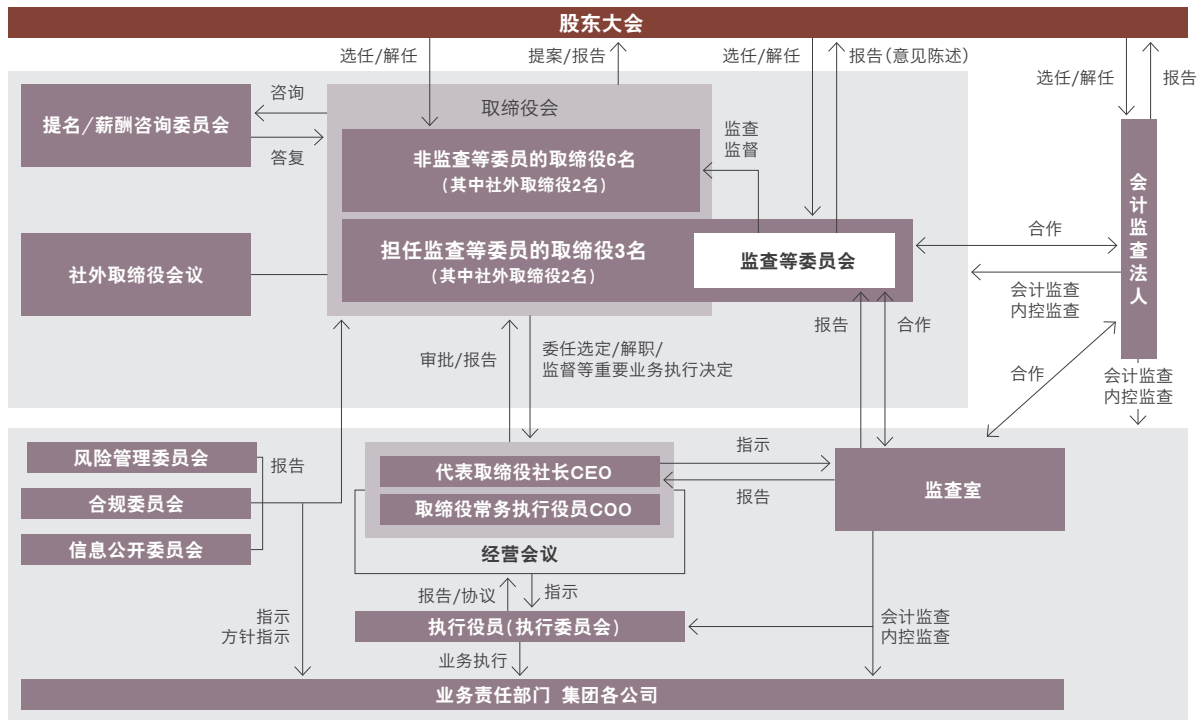 股东大会
选任/解任
提案/报告
选任/解任
报告(意见陈述)
选任/解任
报告
提名/薪酬咨询委员会
咨询
答复
取缔役会
非监查等委员的取缔役6名
(其中社外取缔役2名)
监查
监督
会计监查法人
社外取缔役会议
担任监查等委员的取缔役3名
(其中社外取缔役2名)
监查等委员会
合作
会计监查
内控监查
审批/报告
委任选定/解职/
监督等重要业务执行决定
报告
合作
合作
会计监查
内控监查
风险管理委员会
合规委员会
信息公开委员会
报告
代表取缔役社长CEO
取缔役常务执行役员COO
经营会议
指示
报告
监查室
报告/协议
指示
指示
方针指示
执行役员(执行委员会)
会计监查
内控监查
业务执行
业务责任部门 集团各公司